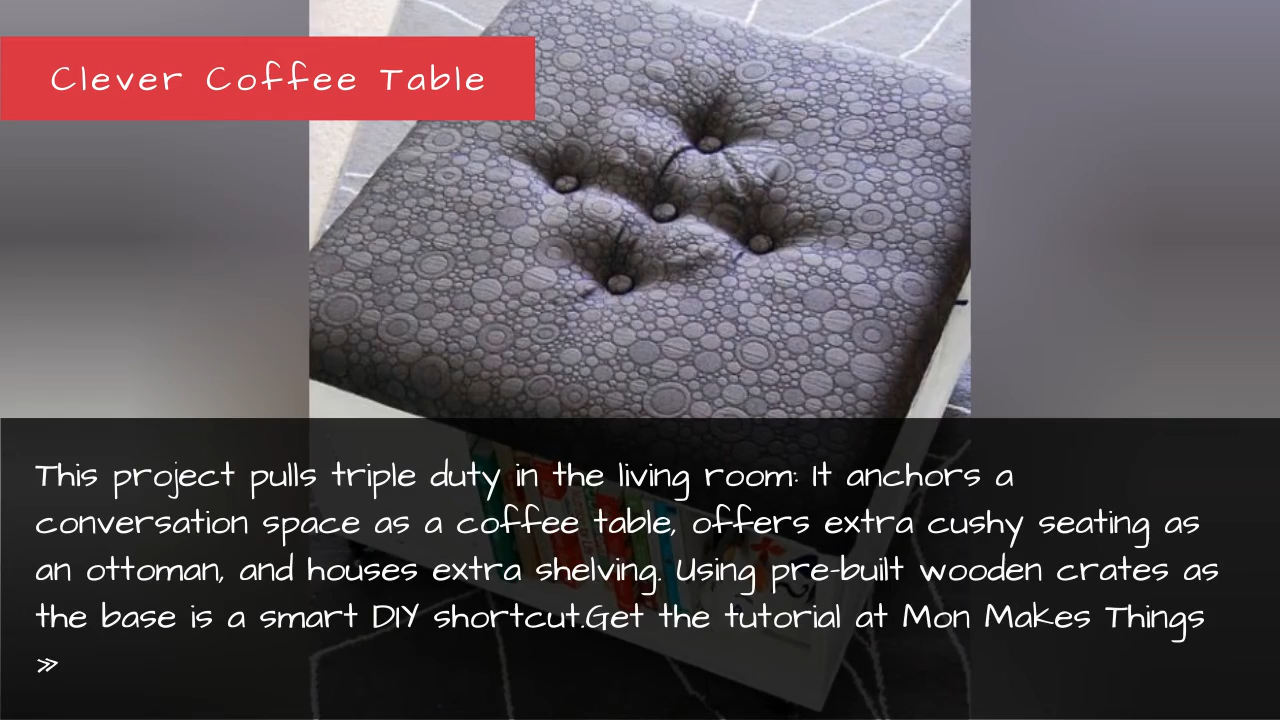 Clever Coffee Table
This project pulls triple duty in the living room: It anchors a
conversation space as a coffee table, offers extra cushy seating as
an ottoman, and houses extra shelving. Using pre-built wooden crates as
the base is a smart DIY shortcut.Get the tutorial at Mon Makes Things
»